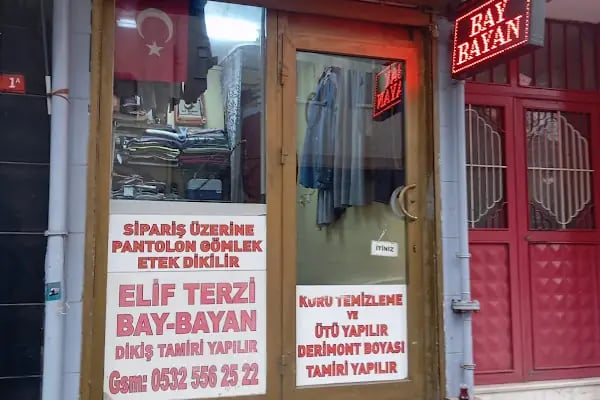 1A
BAY
BAYAN
SİPARİŞ ÜZERİNE
PANTOLON GÖMLEK
ETEK DİKİLİR
ELİF TERZİ
BAY-BAYAN
DİKİŞ TAMİRİ YAPILIR
Gsm: 0532 556 25 22
İTİNİZ
KURU TEMİZLEME
VE
ÜTÜ YAPILIR
DERİMONT BOYASI
TAMİRİ YAPILIR